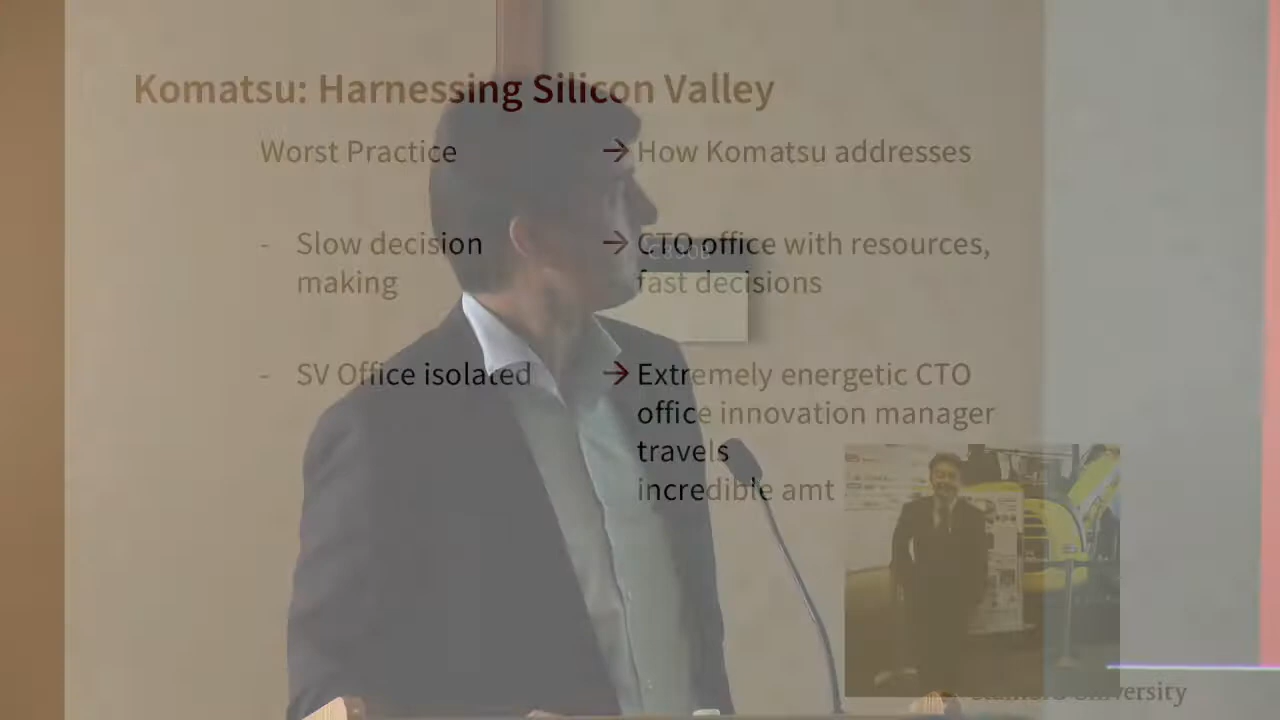 Komatsu: Harnessing Silicon Valley
Worst Practice → How Komatsu addresses
- Slow decision → CTO office with resources,
making fast decisions
- SV Office isolated → Extremely energetic CTO
office innovation manager
travels
incredible amt
Stanford University